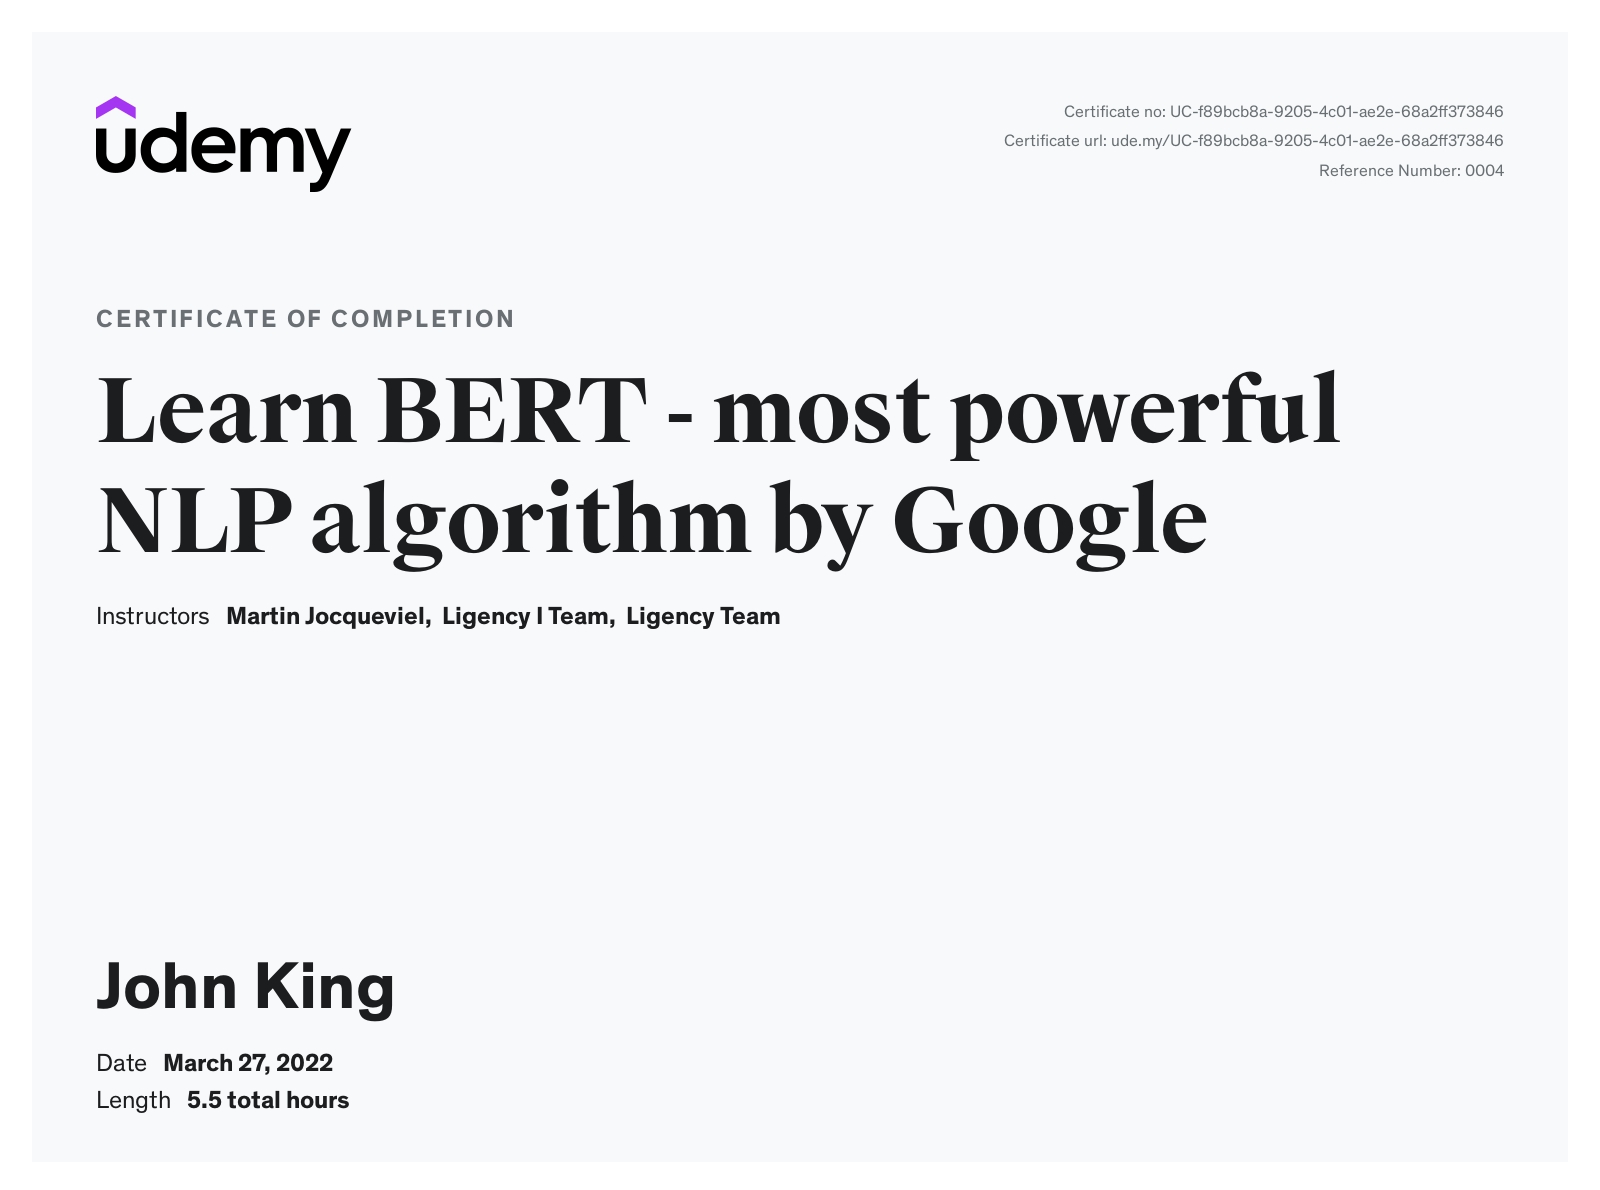 udemy
Certificate no: UC-f89bcb8a-9205-4c01-ae2e-68a2ff373846
Certificate url: ude.my/UC-f89bcb8a-9205-4c01-ae2e-68a2ff373846
Reference Number: 0004
CERTIFICATE OF COMPLETION
Learn BERT - most powerful
NLP algorithm by Google
Instructors Martin Jocqueviel, Ligency I Team, Ligency Team
John King
Date March 27, 2022
Length 5.5 total hours